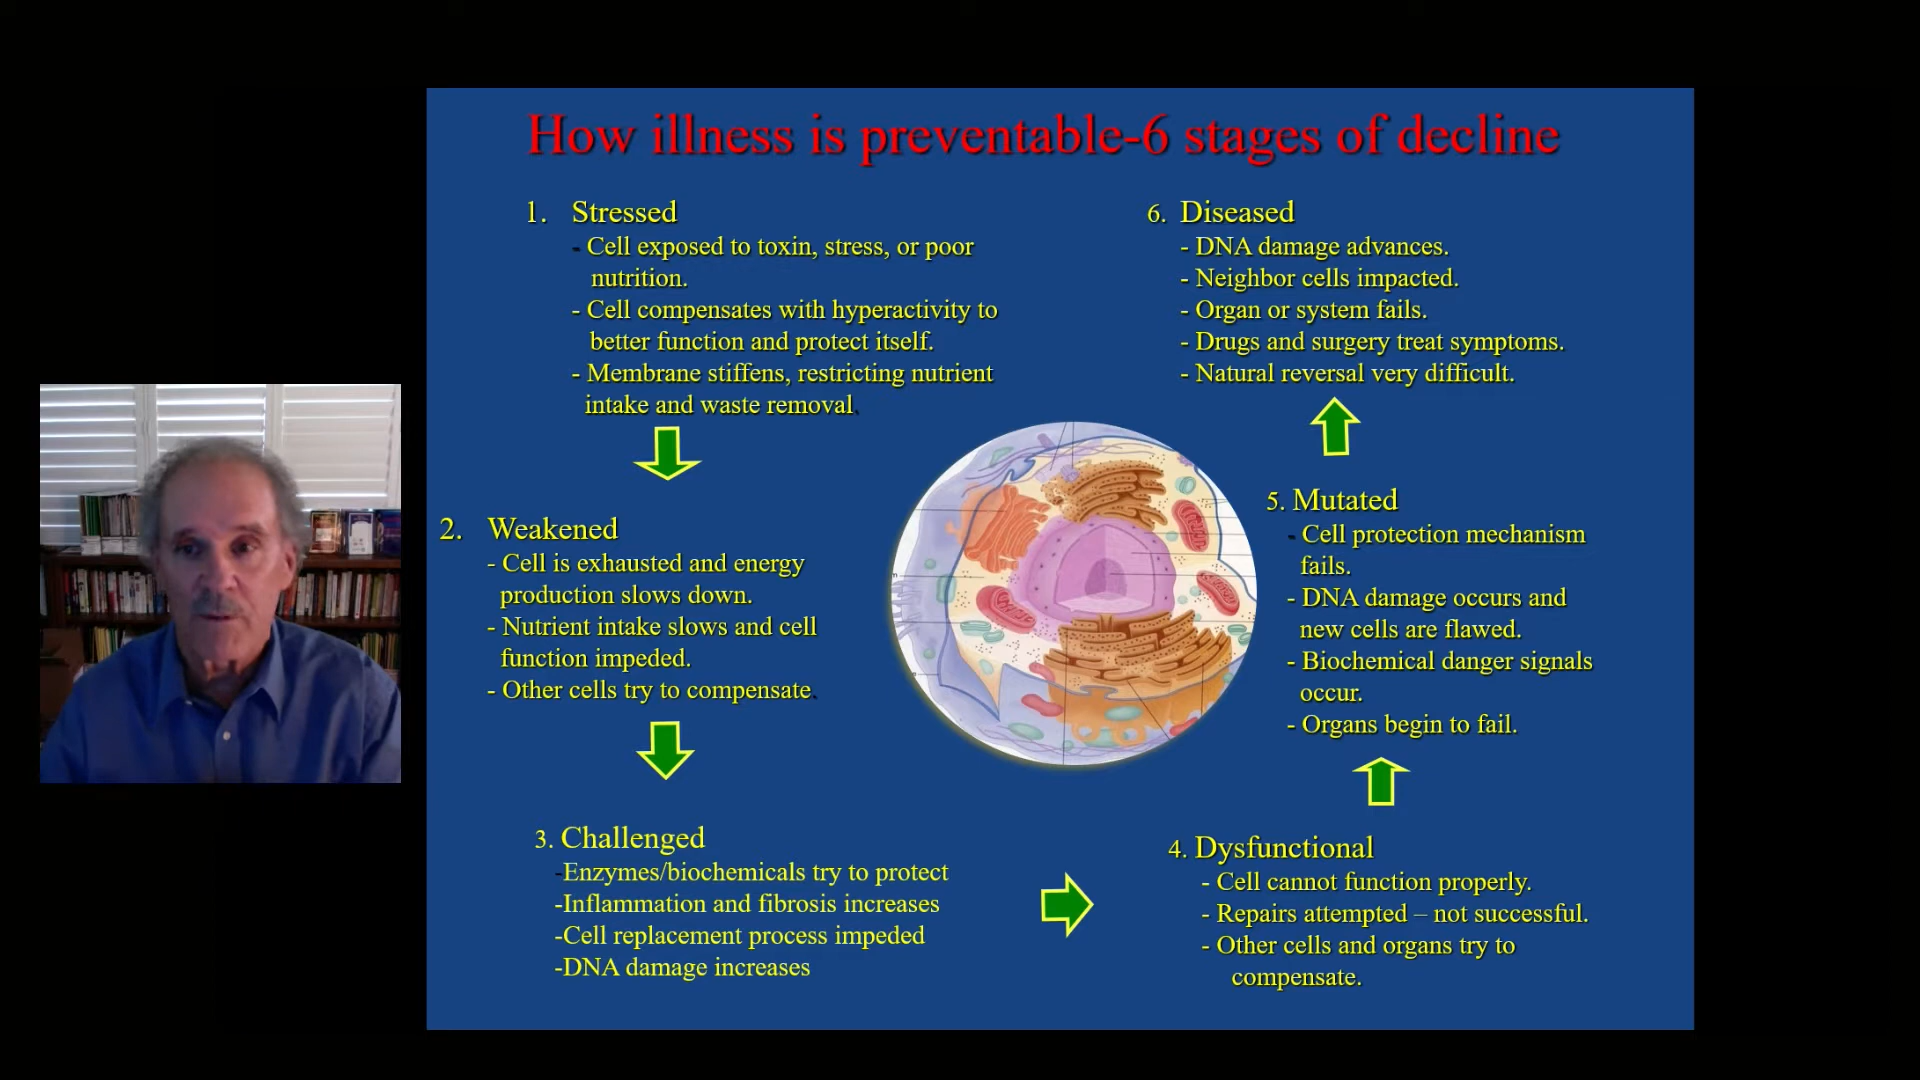 How illness is preventable-6 stages of decline
1. Stressed
- Cell exposed to toxin, stress, or poor
nutrition.
- Cell compensates with hyperactivity to
better function and protect itself.
- Membrane stiffens, restricting nutrient
intake and waste removal.
2. Weakened
- Cell is exhausted and energy
production slows down.
- Nutrient intake slows and cell
function impeded.
- Other cells try to compensate.
3. Challenged
-Enzymes/biochemicals try to protect
-Inflammation and fibrosis increases
-Cell replacement process impeded
-DNA damage increases
4. Dysfunctional
- Cell cannot function properly.
- Repairs attempted – not successful.
- Other cells and organs try to
compensate.
5. Mutated
- Cell protection mechanism
fails.
- DNA damage occurs and
new cells are flawed.
- Biochemical danger signals
occur.
- Organs begin to fail.
6. Diseased
- DNA damage advances.
- Neighbor cells impacted.
- Organ or system fails.
- Drugs and surgery treat symptoms.
- Natural reversal very difficult.